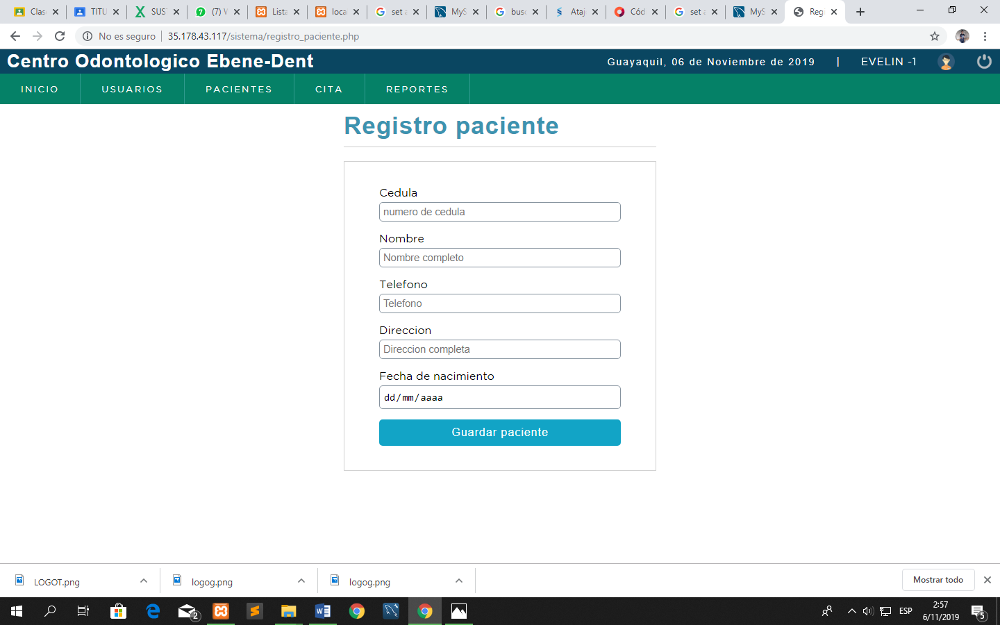 Clas
TITU
SUS
(7) W
Lista
loca
set a
MyS
busc
Ataj
Cód
set a
MyS
Reg
No es seguro
35.178.43.117/sistema/registro_paciente.php
Centro Odontologico Ebene-Dent
Guayaquil, 06 de Noviembre de 2019 | EVELIN -1
INICIO
USUARIOS
PACIENTES
CITA
REPORTES
Registro paciente
Cedula
numero de cedula
Nombre
Nombre completo
Telefono
Telefono
Direccion
Direccion completa
Fecha de nacimiento
dd/mm/aaaa
Guardar paciente
LOGOT.png
logog.png
logog.png
Mostrar todo
2
ESP
2:57
6/11/2019
5